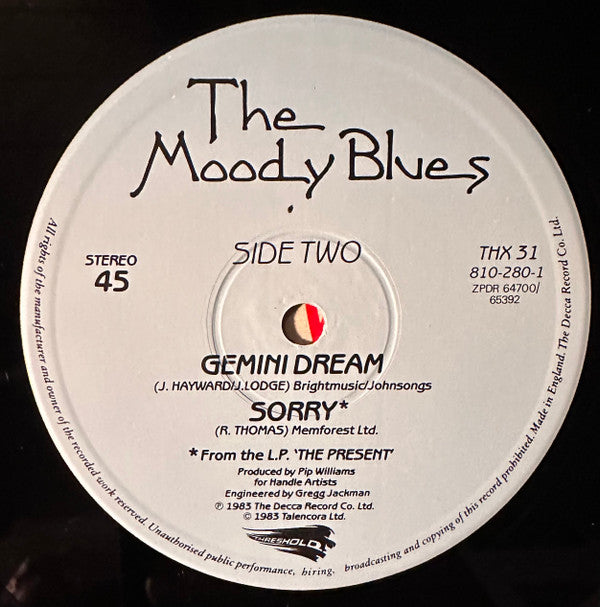 The
Moody Blues
STEREO
45
SIDE TWO
THX 31
810-280-1
ZPDR 64700/
65392
GEMINI DREAM
(J. HAYWARD/J.LODGE) Brightmusic/Johnsongs
SORRY*
(R. THOMAS) Memforest Ltd.
*From the L.P. 'THE PRESENT'
Produced by Pip Williams
for Handle Artists
Engineered by Gregg Jackman
℗ 1983 The Decca Record Co. Ltd.
© 1983 Talencora Ltd.
THRESHOLD
All rights of the manufacturer and owner of the recorded work reserved. Unauthorised public performance, hiring, broadcasting and copying of this record prohibited. Made in England. The Decca Record Co. Ltd.